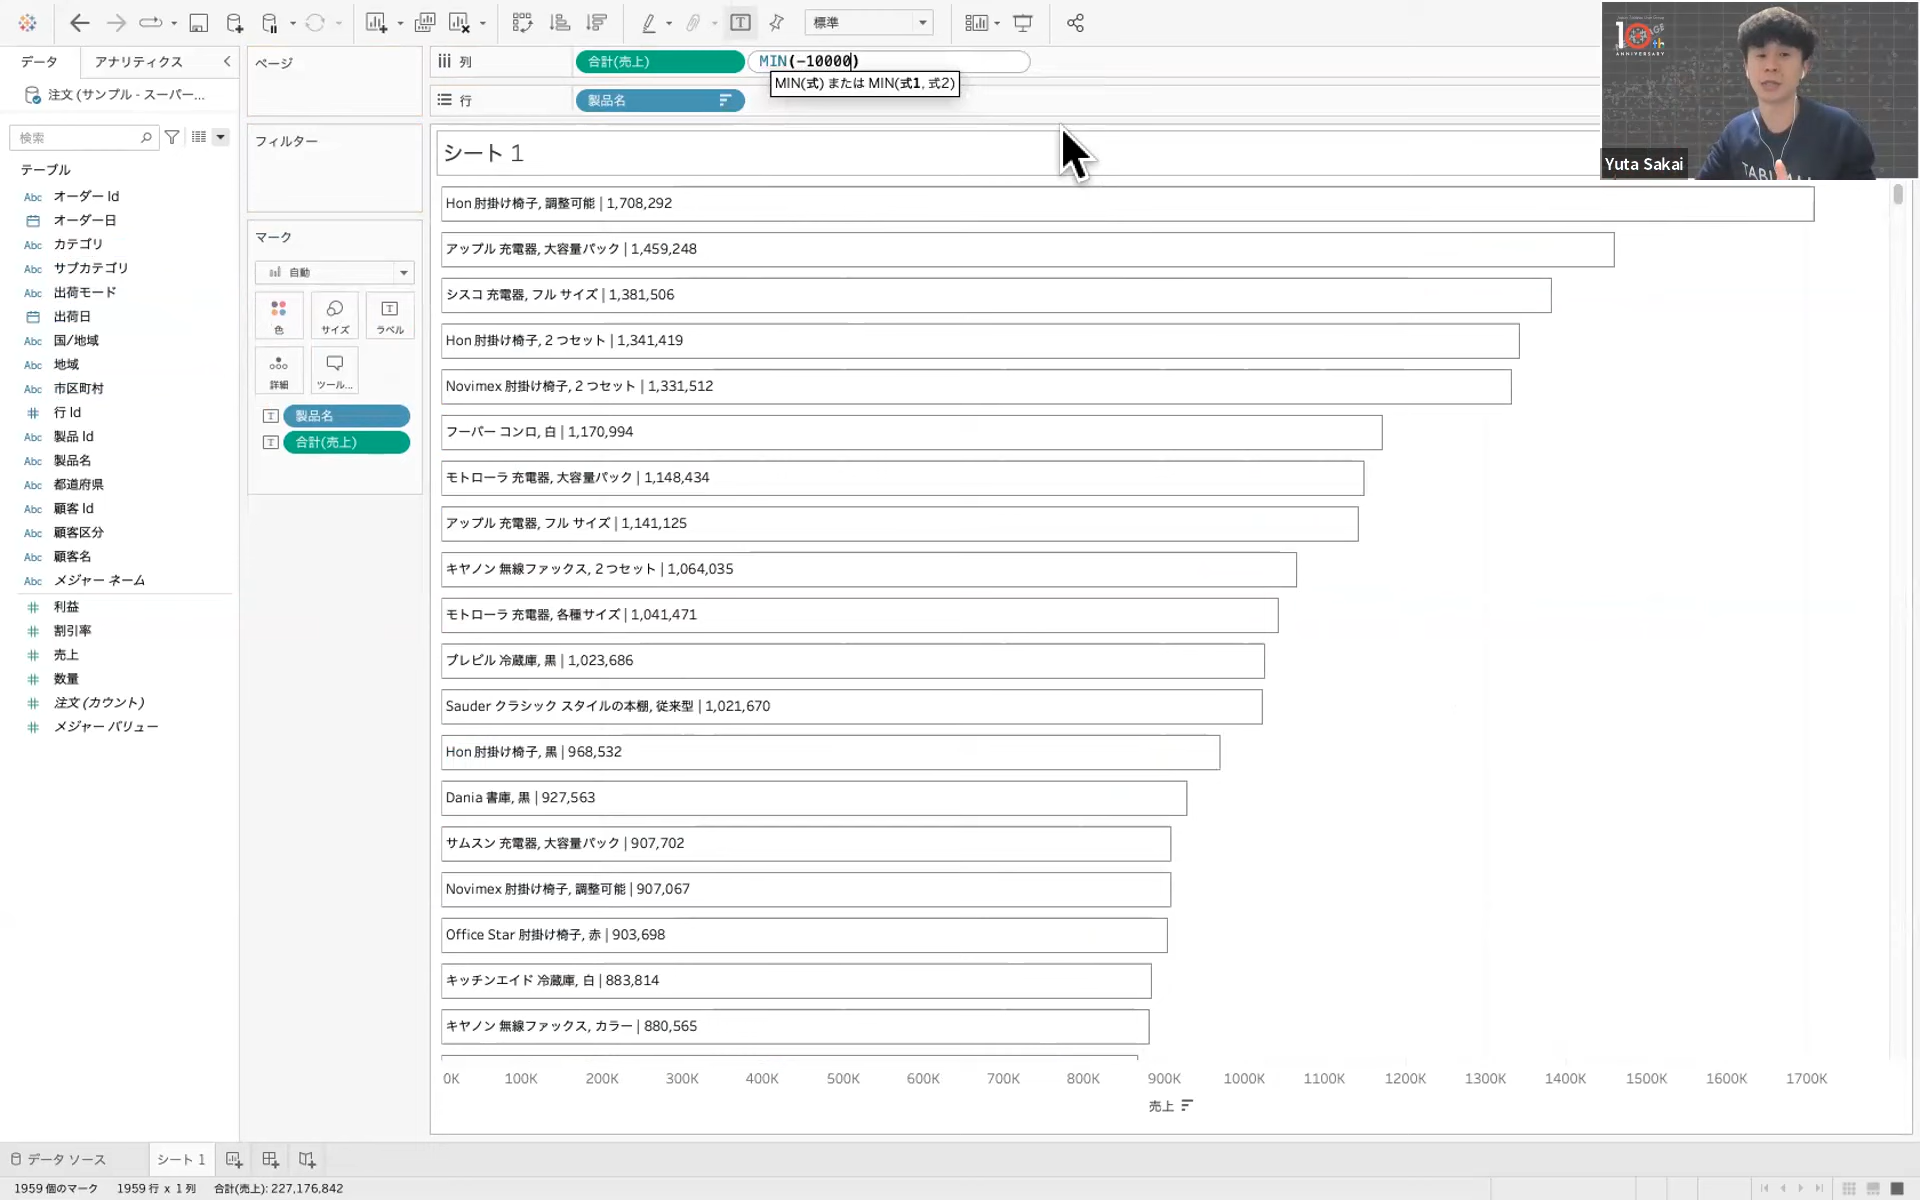 標準
データ
アナリティクス
注文 (サンプル - スーパー...
検索
テーブル
Abc オーダー Id
オーダー日
Abc カテゴリ
Abc サブカテゴリ
Abc 出荷モード
出荷日
Abc 国/地域
Abc 地域
Abc 市区町村
行 Id
Abc 製品 Id
Abc 製品名
Abc 都道府県
Abc 顧客 Id
Abc 顧客区分
Abc 顧客名
Abc メジャー ネーム
利益
割引率
売上
数量
注文 (カウント)
メジャー バリュー
ページ
フィルター
マーク
自動
色
サイズ
ラベル
詳細
ツール...
製品名
合計(売上)
列
合計(売上)
MIN(-10000)
MIN(式) または MIN(式1, 式2)
行
製品名
シート 1
Hon 肘掛け椅子, 調整可能 | 1,708,292
アップル 充電器, 大容量パック | 1,459,248
シスコ 充電器, フル サイズ | 1,381,506
Hon 肘掛け椅子, 2 つセット | 1,341,419
Novimex 肘掛け椅子, 2 つセット | 1,331,512
フーバー コンロ, 白 | 1,170,994
モトローラ 充電器, 大容量パック | 1,148,434
アップル 充電器, フル サイズ | 1,141,125
キヤノン 無線ファックス, 2 つセット | 1,064,035
モトローラ 充電器, 各種サイズ | 1,041,471
ブレビル 冷蔵庫, 黒 | 1,023,686
Sauder クラシック スタイルの本棚, 従来型 | 1,021,670
Hon 肘掛け椅子, 黒 | 968,532
Dania 書庫, 黒 | 927,563
サムスン 充電器, 大容量パック | 907,702
Novimex 肘掛け椅子, 調整可能 | 907,067
Office Star 肘掛け椅子, 赤 | 903,698
キッチンエイド 冷蔵庫, 白 | 883,814
キヤノン 無線ファックス, カラー | 880,565
0K 100K 200K 300K 400K 500K 600K 700K 800K 900K 1000K 1100K 1200K 1300K 1400K 1500K 1600K 1700K
売上
10th
ANNIVERSARY
Yuta Sakai
データ ソース
シート 1
1959 個のマーク 1959 行 x 1 列 合計(売上): 227,176,842